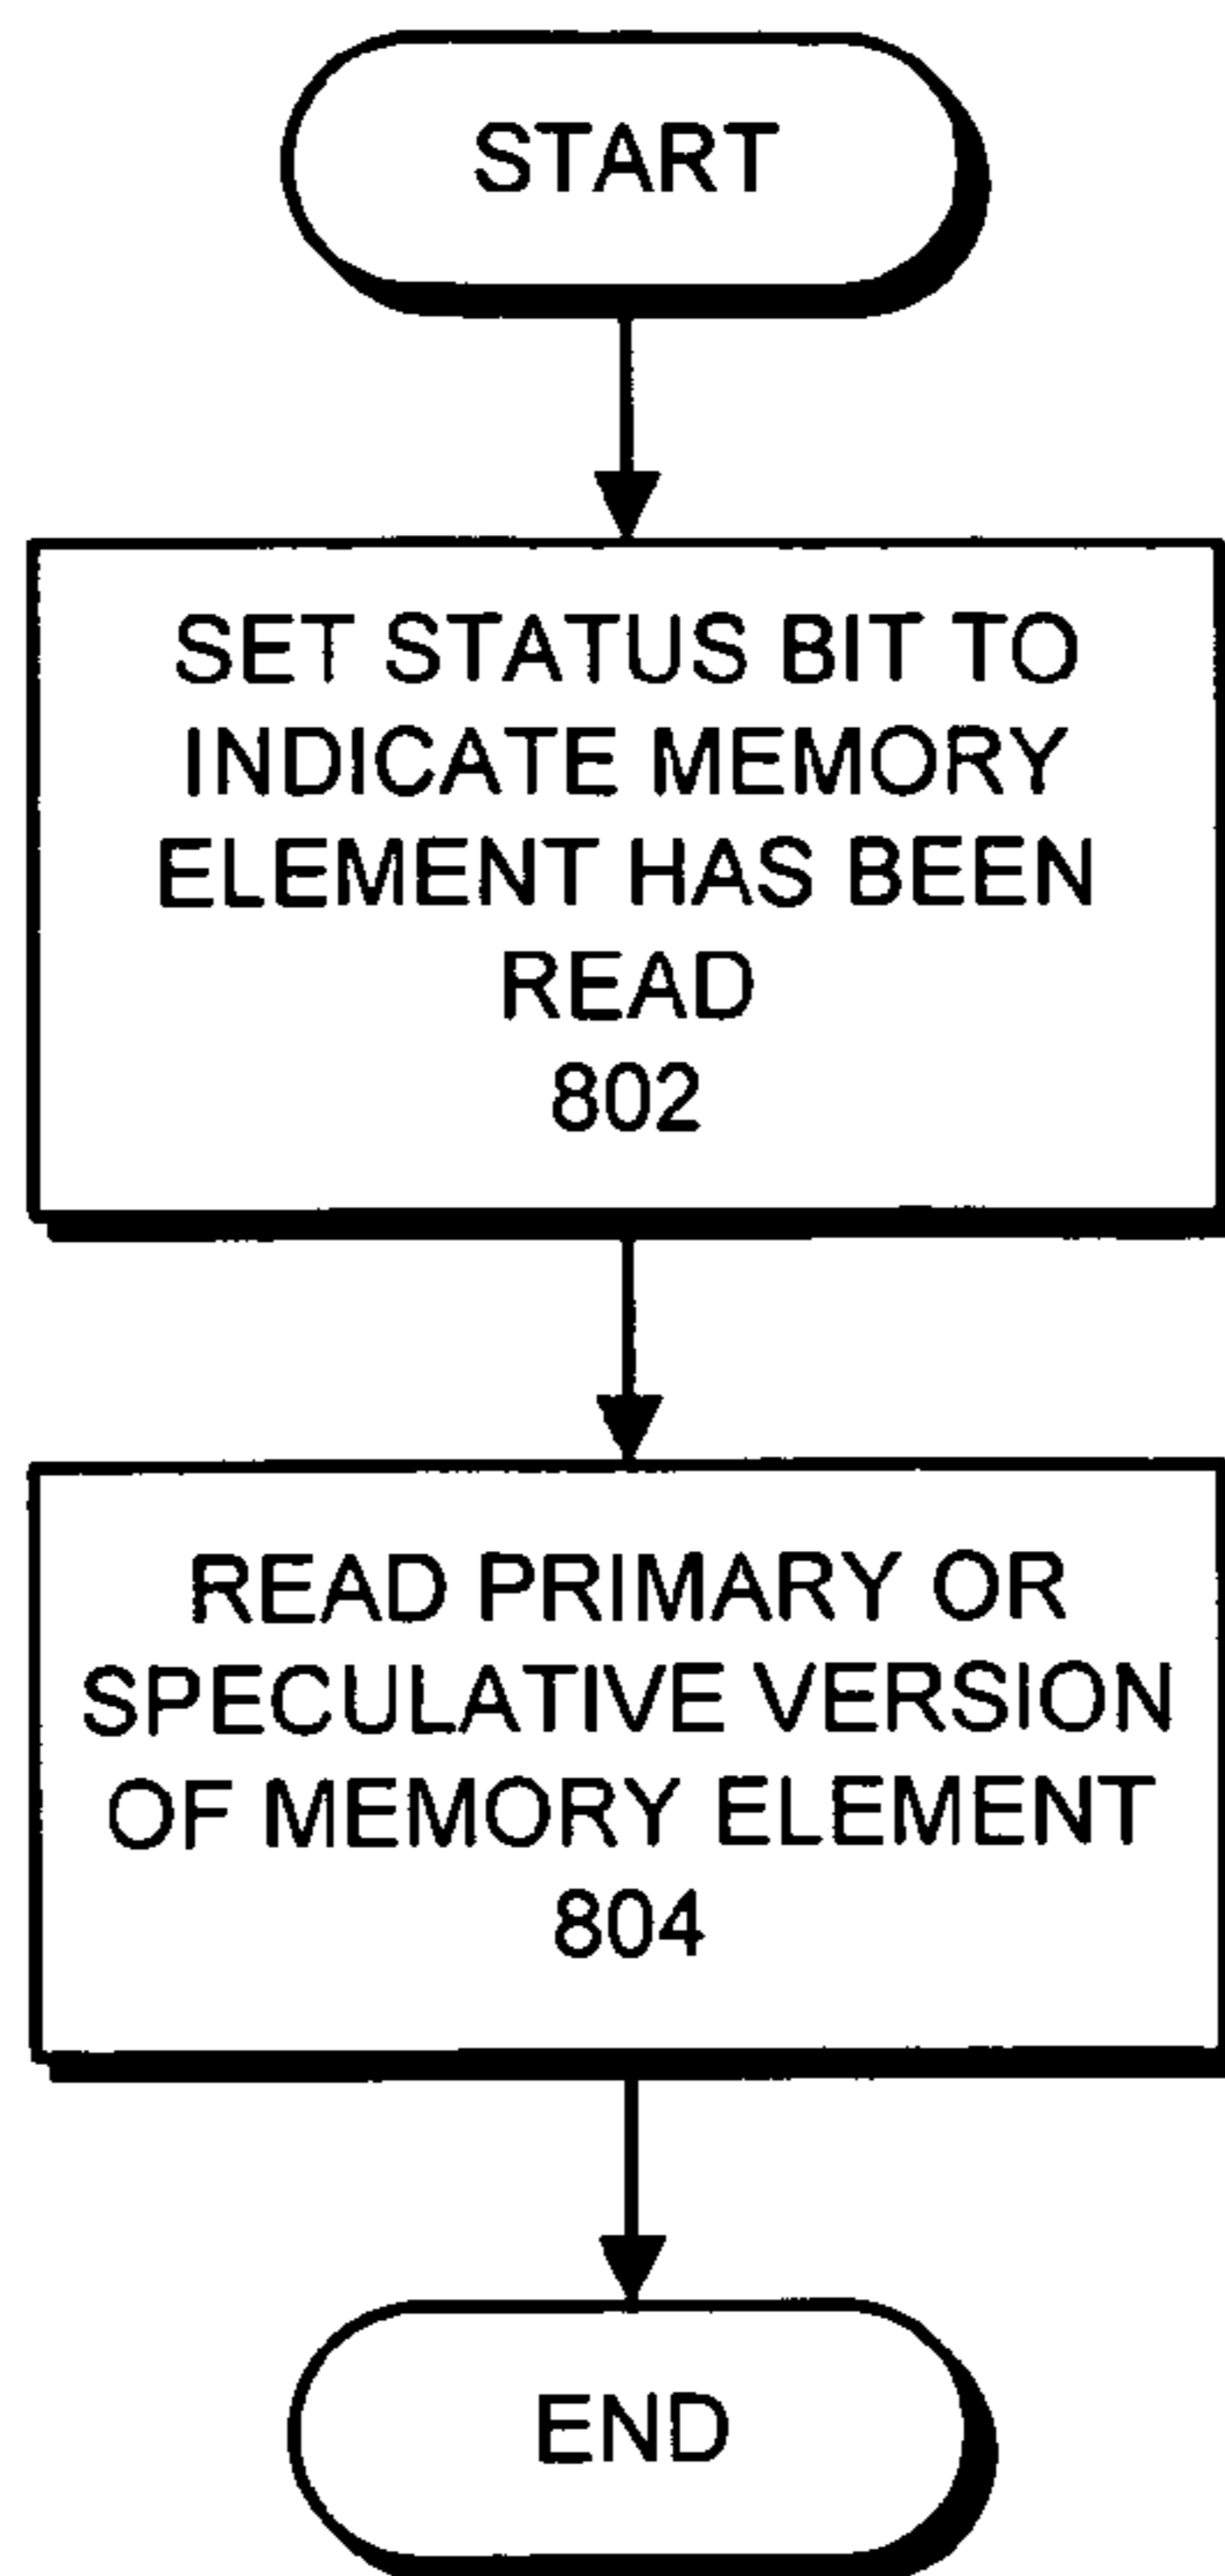 START
SET STATUS BIT TO
INDICATE MEMORY
ELEMENT HAS BEEN
READ
802
READ PRIMARY OR
SPECULATIVE VERSION
OF MEMORY ELEMENT
804
END